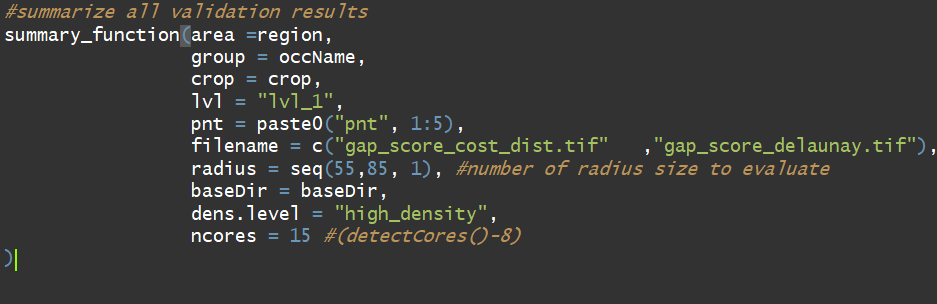 #summarize all validation results
summary_function(area =region,
group = occName,
crop = crop,
lvl = "lvl_1",
pnt = paste0("pnt", 1:5),
filename = c("gap_score_cost_dist.tif"   ,"gap_score_delaunay.tif"),
radius = seq(55,85, 1), #number of radius size to evaluate
baseDir = baseDir,
dens.level = "high_density",
ncores = 15 #(detectCores()-8)
)